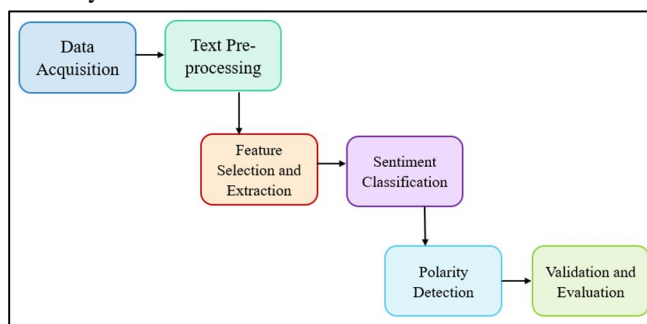 Data
Acquisition
Text Pre-
processing
Feature
Selection and
Extraction
Sentiment
Classification
Polarity
Detection
Validation and
Evaluation